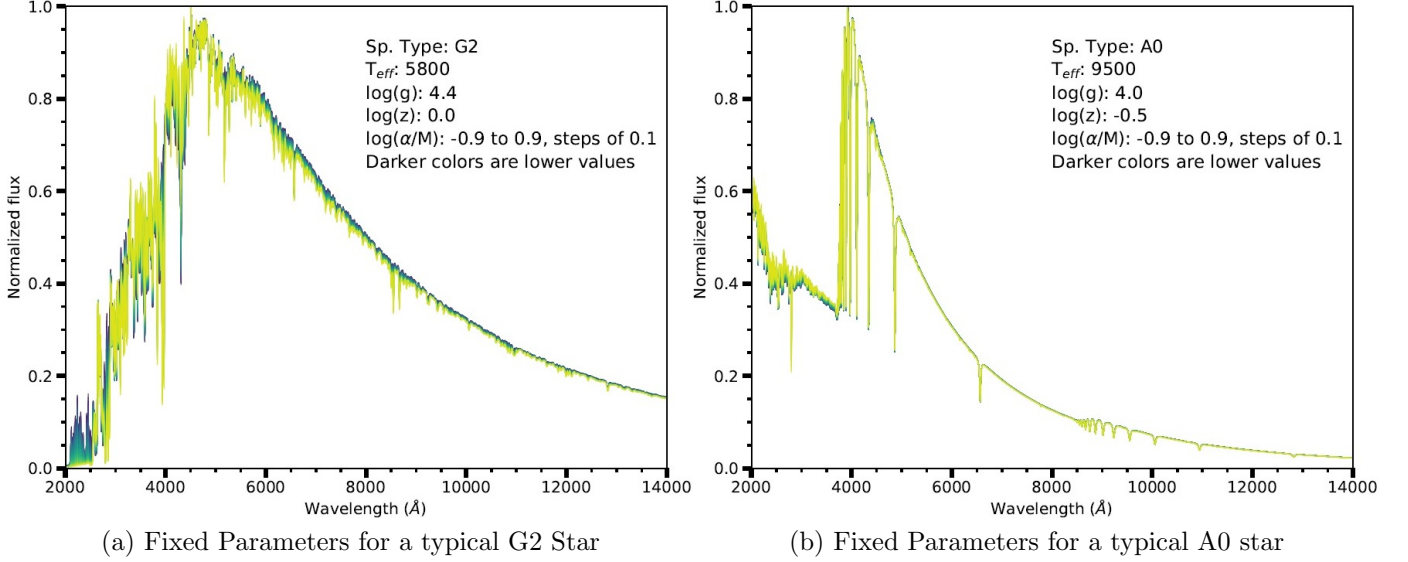 1.0
0.8
0.6
0.4
0.2
0.0
Normalized flux
2000 4000 6000 8000 10000 12000 14000
Wavelength (Å)
Sp. Type: G2
T_eff: 5800
log(g): 4.4
log(z): 0.0
log(α/M): -0.9 to 0.9, steps of 0.1
Darker colors are lower values
(a) Fixed Parameters for a typical G2 Star
1.0
0.8
0.6
0.4
0.2
0.0
Normalized flux
2000 4000 6000 8000 10000 12000 14000
Wavelength (Å)
Sp. Type: A0
T_eff: 9500
log(g): 4.0
log(z): -0.5
log(α/M): -0.9 to 0.9, steps of 0.1
Darker colors are lower values
(b) Fixed Parameters for a typical A0 star